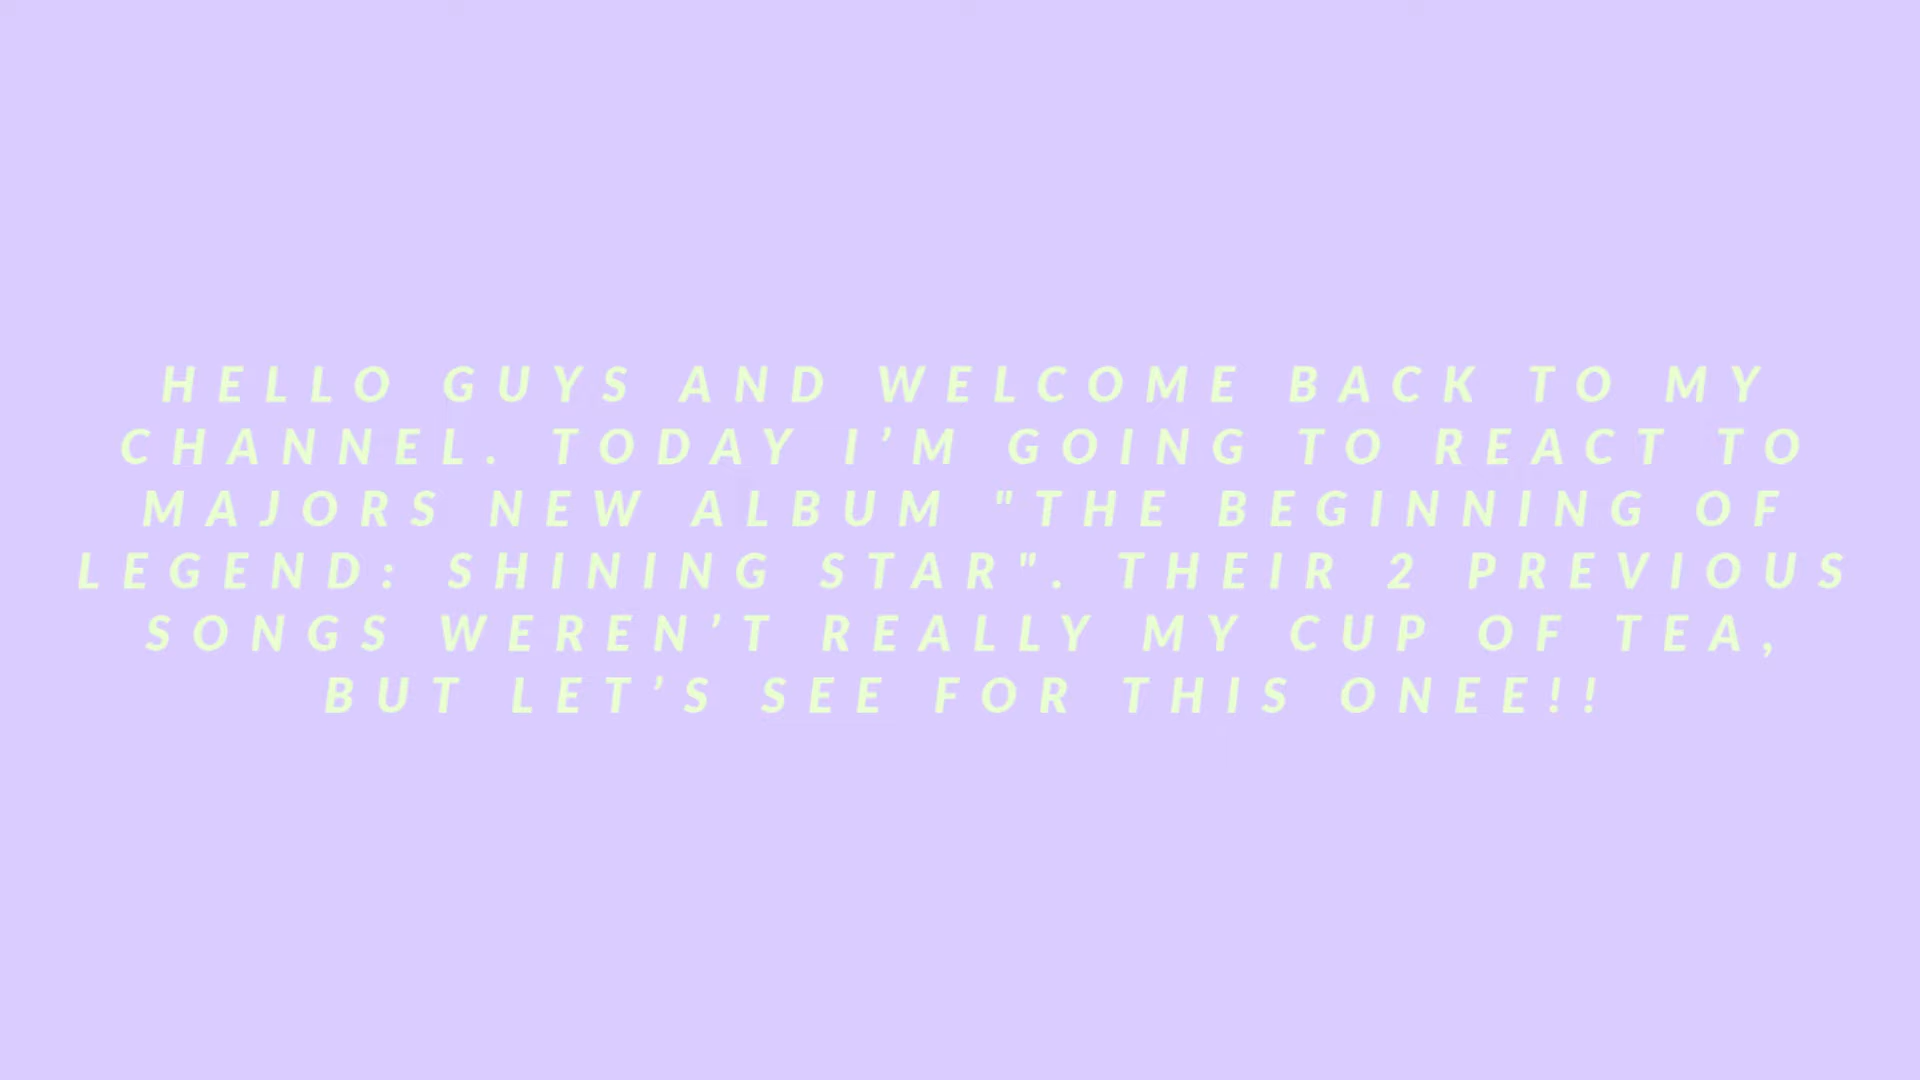 HELLO GUYS AND WELCOME BACK TO MY
CHANNEL. TODAY I’M GOING TO REACT TO
MAJORS NEW ALBUM "THE BEGINNING OF
LEGEND: SHINING STAR". THEIR 2 PREVIOUS
SONGS WEREN’T REALLY MY CUP OF TEA,
BUT LET’S SEE FOR THIS ONEE!!